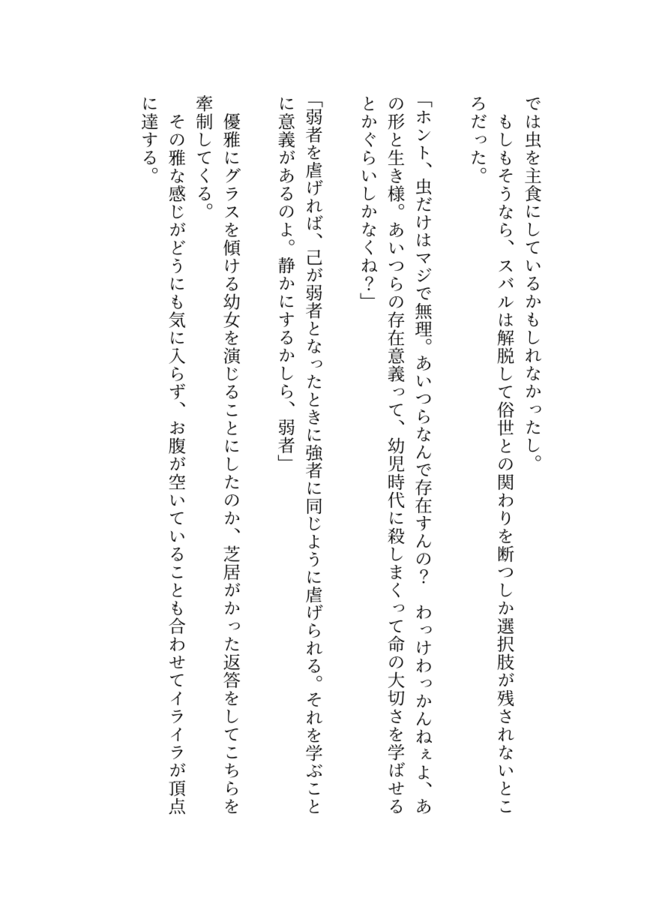 では虫を主食にしているかもしれなかったし。
　もしもそうなら、スバルは解脱して俗世との関わりを断つしか選択肢が残されないとこ
ろだった。
「ホント、虫だけはマジで無理。あいつらなんで存在すんの？　わっけわっかんねぇよ、あ
の形と生き様。あいつらの存在意義って、幼児時代に殺しまくって命の大切さを学ばせる
とかぐらいしかなくね？」
「弱者を虐げれば、己が弱者となったときに強者に同じように虐げられる。それを学ぶこと
に意義があるのよ。静かにするかしら、弱者」
　優雅にグラスを傾ける幼女を演じることにしたのか、芝居がかった返答をしてこちらを
牽制してくる。
　その雅な感じがどうにも気に入らず、お腹が空いていることも合わせてイライラが頂点
に達する。